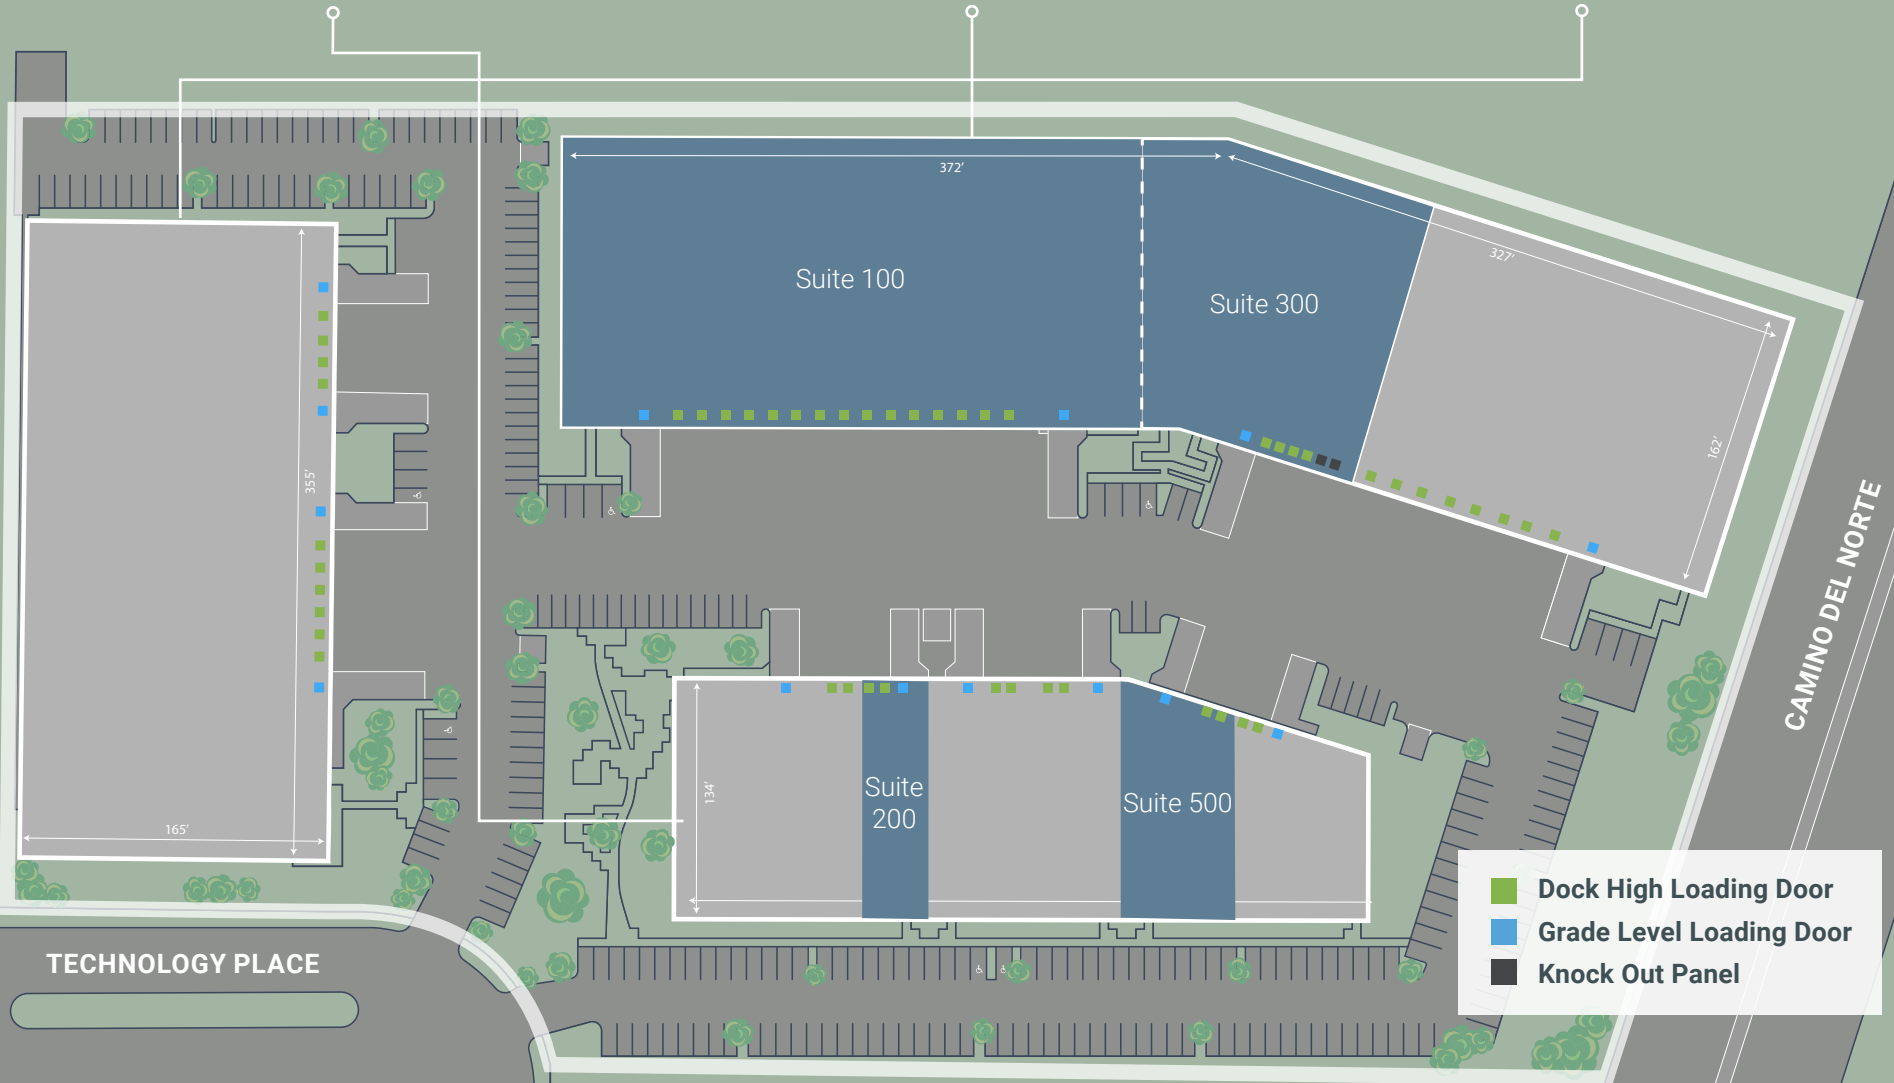 372'
327'
Suite 100
Suite 300
162'
355'
CAMINO DEL NORTE
Suite
200
Suite 500
134'
165'
TECHNOLOGY PLACE
Dock High Loading Door
Grade Level Loading Door
Knock Out Panel